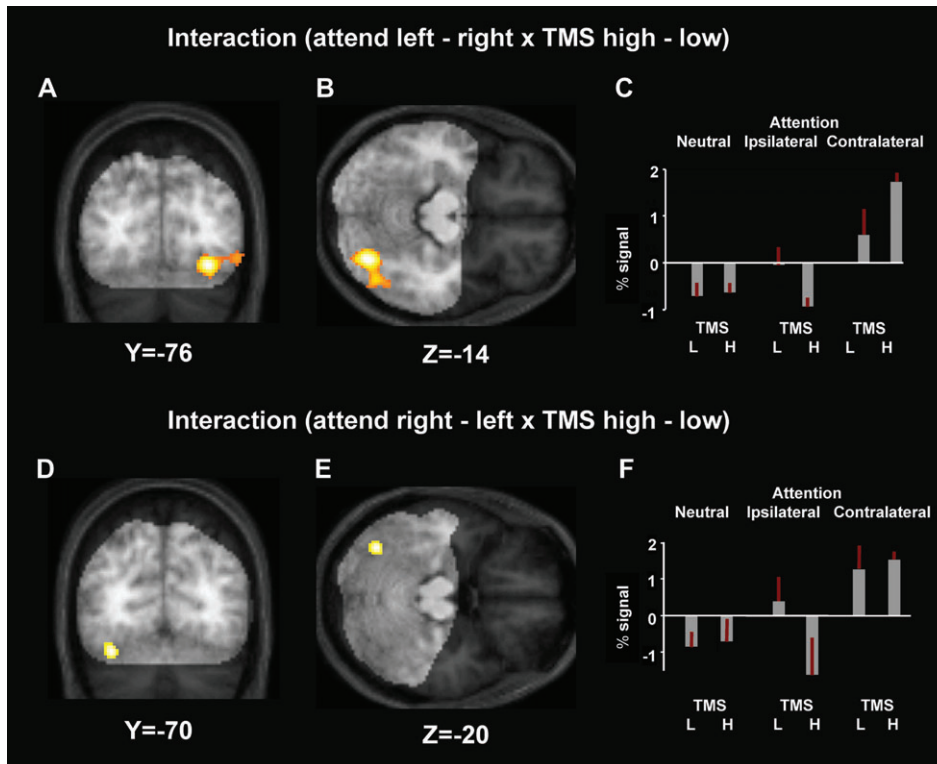 Interaction (attend left - right x TMS high - low)
A
B
C
Attention
Neutral Ipsilateral Contralateral
2
1
0
-1
% signal
TMS TMS TMS
L H L H L H
Y=-76
Z=-14
Interaction (attend right - left x TMS high - low)
D
E
F
Attention
Neutral Ipsilateral Contralateral
2
1
0
-1
% signal
TMS TMS TMS
L H L H L H
Y=-70
Z=-20